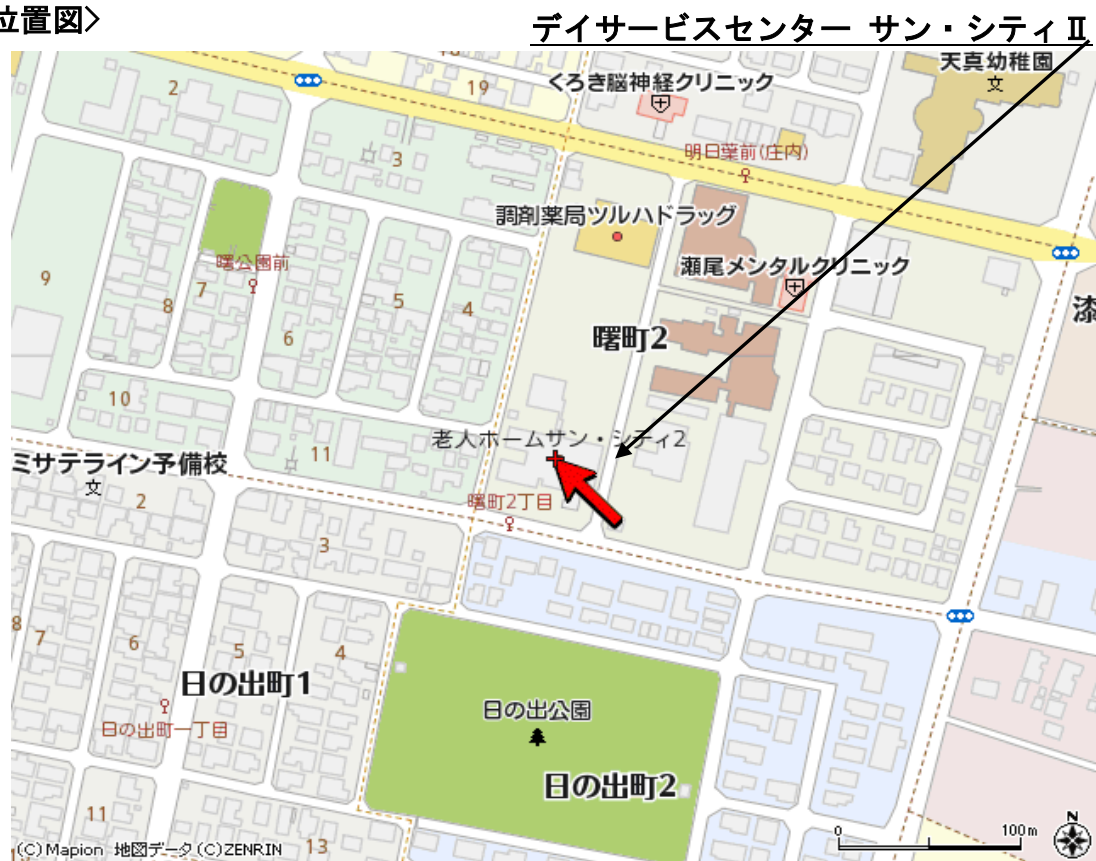 位置図>
デイサービスセンター サン・シティⅡ
天真幼稚園
文
くろき脳神経クリニック
2
19
明日葉前(庄内)
3
調剤薬局ツルハドラッグ
曙公園前
瀬尾メンタルクリニック
9
7
8
5
4
6
曙町2
漆
10
老人ホームサン・シティ2
11
ミサテライン予備校
文
2
曙町2丁目
3
8
7
6
5
4
日の出町1
日の出公園
日の出町一丁目
日の出町2
11
13
0
100m
N
(C)Mapion 地図データ(C)ZENRIN